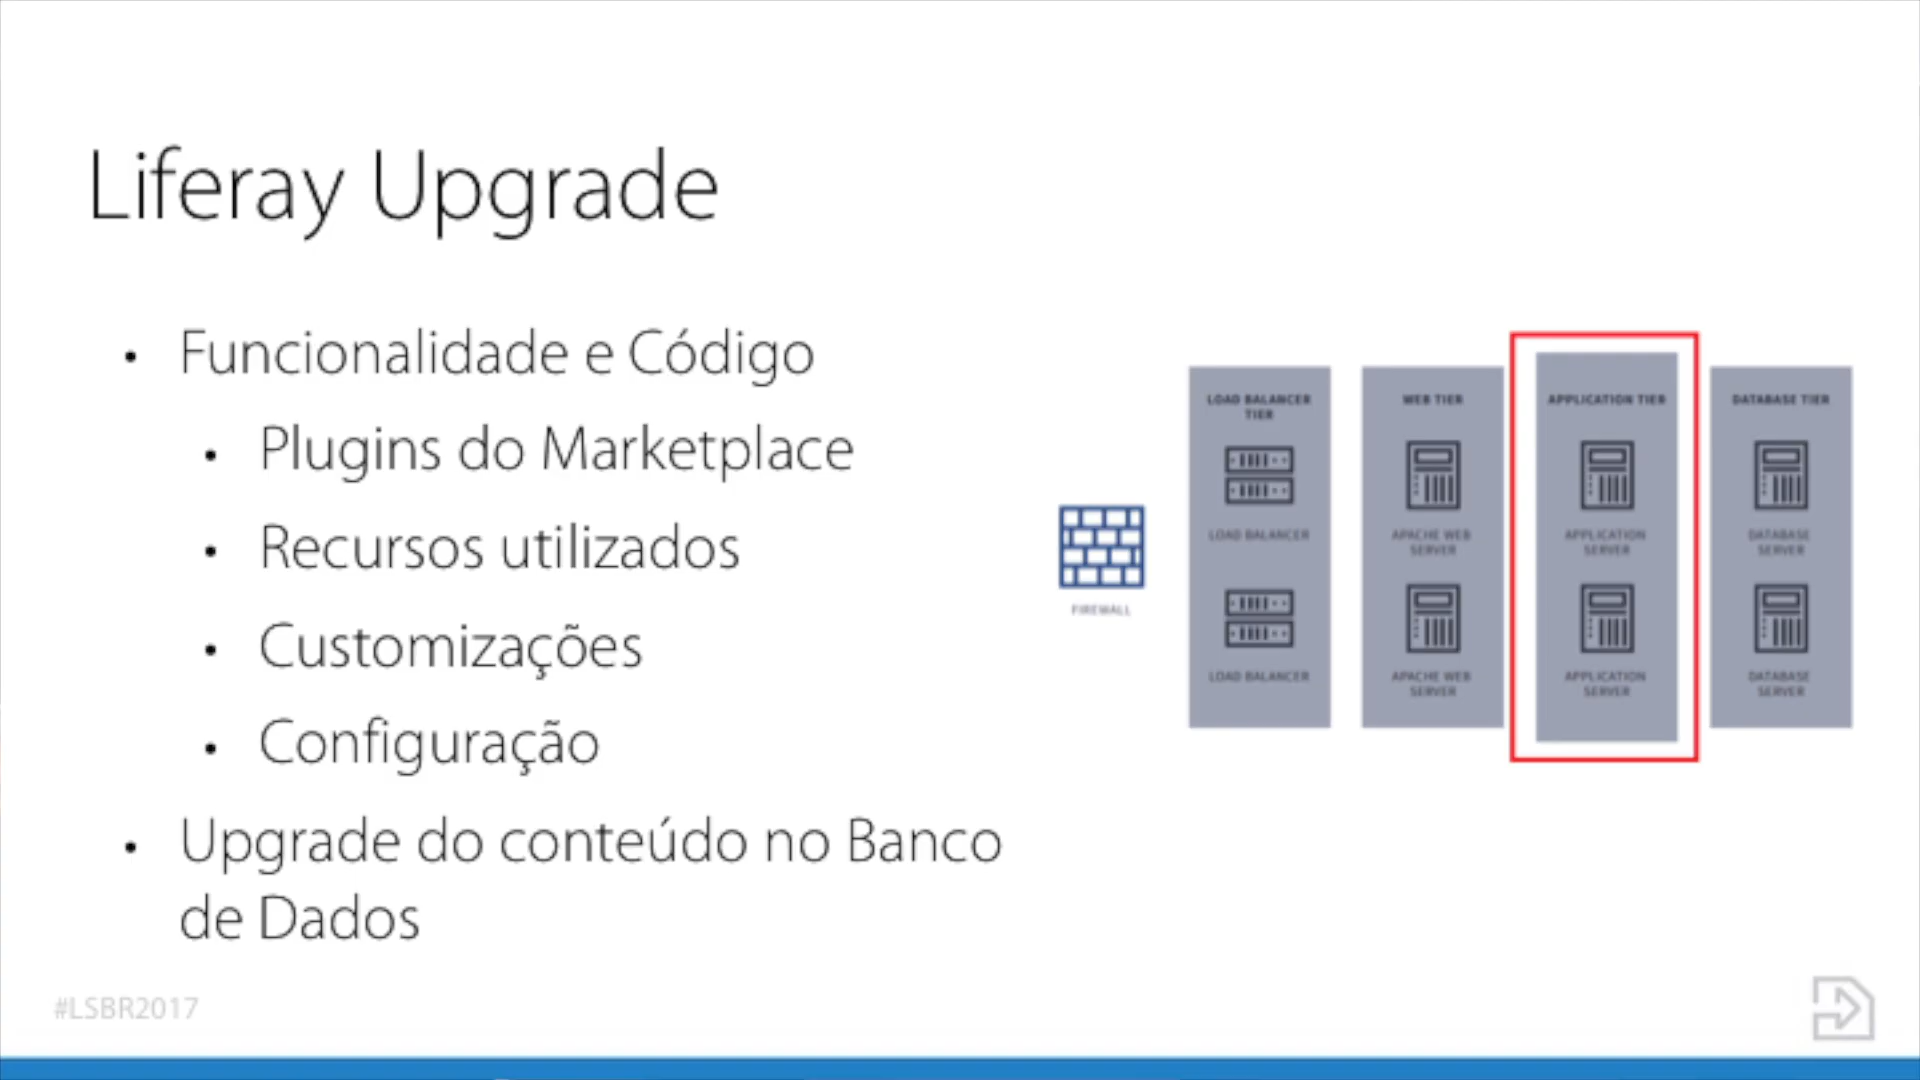 Liferay Upgrade
• Funcionalidade e Código
• Plugins do Marketplace
• Recursos utilizados
• Customizações
• Configuração
• Upgrade do conteúdo no Banco
de Dados
FIREWALL
LOAD BALANCER
TIER
LOAD BALANCER
LOAD BALANCER
WEB TIER
APACHE WEB
SERVER
APACHE WEB
SERVER
APPLICATION TIER
APPLICATION
SERVER
APPLICATION
SERVER
DATABASE TIER
DATABASE
SERVER
DATABASE
SERVER
#LSBR2017